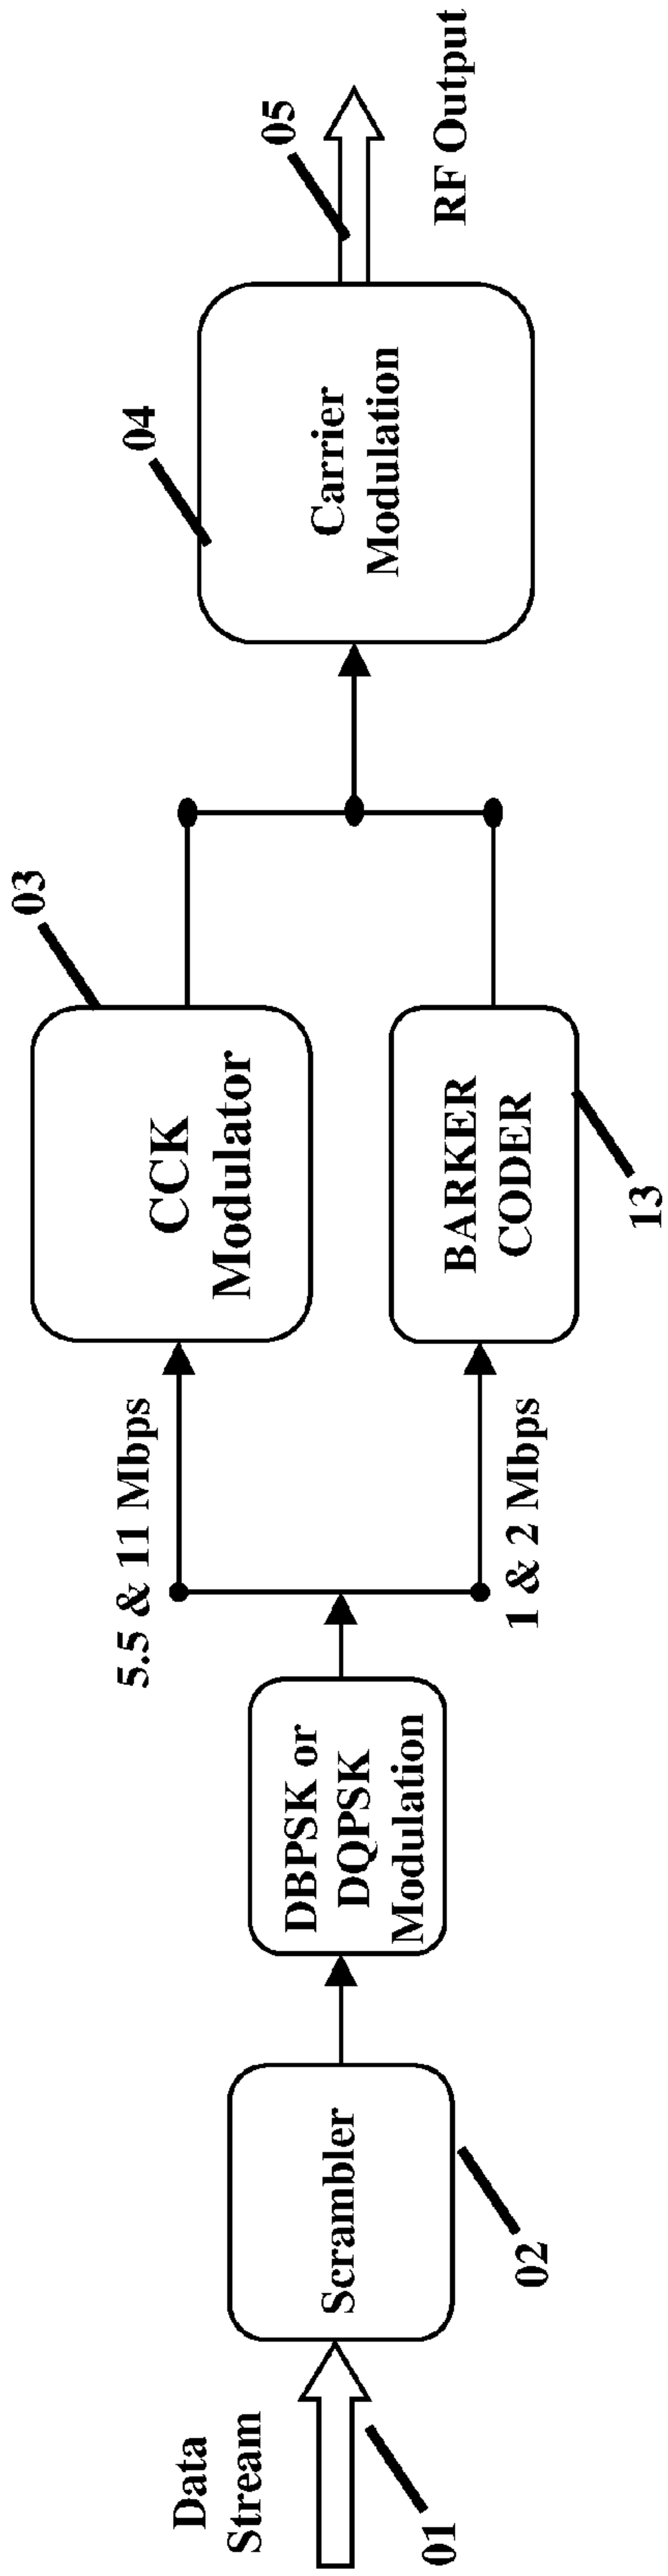 Data
Stream
01
Scrambler
02
DBPSK or
DQPSK
Modulation
5.5 & 11 Mbps
1 & 2 Mbps
CCK
Modulator
03
BARKER
CODER
13
Carrier
Modulation
04
05
RF Output